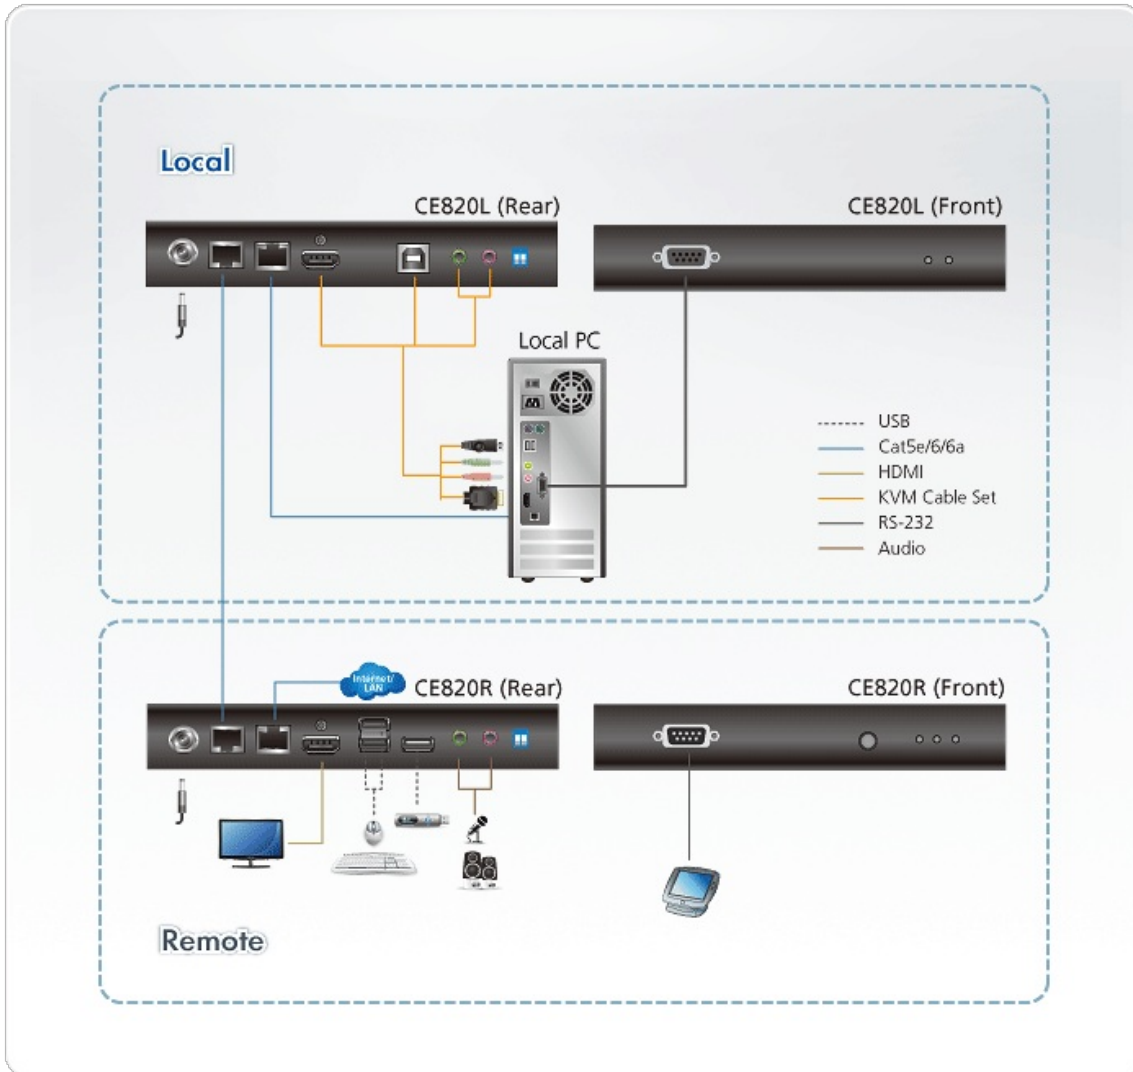 Local
CE820L (Rear)
CE820L (Front)
Local PC
USB
Cat5e/6/6a
HDMI
KVM Cable Set
RS-232
Audio
Internet/
LAN
CE820R (Rear)
CE820R (Front)
Remote